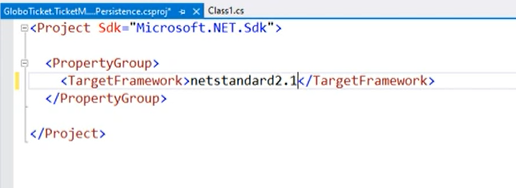 GloboTicket.TicketM....Persistence.csproj*
Class1.cs
<Project Sdk="Microsoft.NET.Sdk">
<PropertyGroup>
<TargetFramework>netstandard2.1</TargetFramework>
</PropertyGroup>
</Project>